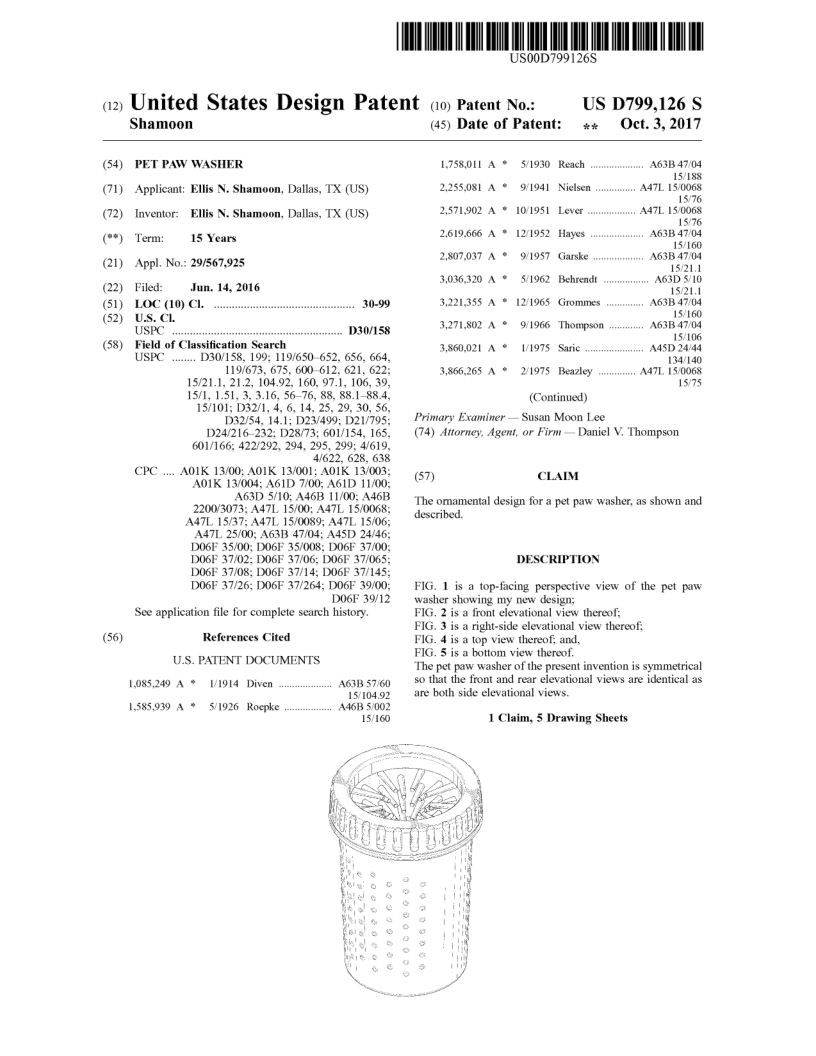 US00D799126S
(12) United States Design Patent
Shamoon
(10) Patent No.: US D799,126 S
(45) Date of Patent: ** Oct. 3, 2017
(54) PET PAW WASHER
(71) Applicant: Ellis N. Shamoon, Dallas, TX (US)
(72) Inventor: Ellis N. Shamoon, Dallas, TX (US)
(**) Term: 15 Years
(21) Appl. No.: 29/567,925
(22) Filed: Jun. 14, 2016
(51) LOC (10) Cl. .............................................. 30-99
(52) U.S. Cl.
USPC ........................................................ D30/158
(58) Field of Classification Search
USPC ........ D30/158, 199; 119/650–652, 656, 664,
119/673, 675, 600–612, 621, 622;
15/21.1, 21.2, 104.92, 160, 97.1, 106, 39,
15/1, 1.51, 3, 3.16, 56–76, 88, 88.1–88.4,
15/101; D32/1, 4, 6, 14, 25, 29, 30, 56,
D32/54, 14.1; D23/499; D21/795;
D24/216–232; D28/73; 601/154, 165,
601/166; 422/292, 294, 295, 299; 4/619,
4/622, 628, 638
CPC .... A01K 13/00; A01K 13/001; A01K 13/003;
A01K 13/004; A61D 7/00; A61D 11/00;
A63D 5/10; A46B 11/00; A46B
2200/3073; A47L 15/00; A47L 15/0068;
A47L 15/37; A47L 15/0089; A47L 15/06;
A47L 25/00; A63B 47/04; A45D 24/46;
D06F 35/00; D06F 35/008; D06F 37/00;
D06F 37/02; D06F 37/06; D06F 37/065;
D06F 37/08; D06F 37/14; D06F 37/145;
D06F 37/26; D06F 37/264; D06F 39/00;
D06F 39/12
See application file for complete search history.
(56) References Cited
U.S. PATENT DOCUMENTS
1,085,249 A * 1/1914 Diven .................... A63B 57/60
15/104.92
1,585,939 A * 5/1926 Roepke .................. A46B 5/002
15/160
1,758,011 A * 5/1930 Reach .................... A63B 47/04
15/188
2,255,081 A * 9/1941 Nielsen .............. A47L 15/0068
15/76
2,571,902 A * 10/1951 Lever ................. A47L 15/0068
15/76
2,619,666 A * 12/1952 Hayes .................... A63B 47/04
15/160
2,807,037 A * 9/1957 Garske ................... A63B 47/04
15/21.1
3,036,320 A * 5/1962 Behrendt ................ A63D 5/10
15/21.1
3,221,355 A * 12/1965 Grommes .............. A63B 47/04
15/160
3,271,802 A * 9/1966 Thompson ............. A63B 47/04
15/106
3,860,021 A * 1/1975 Saric ...................... A45D 24/44
134/140
3,866,265 A * 2/1975 Beazley ............. A47L 15/0068
15/75
(Continued)
Primary Examiner — Susan Moon Lee
(74) Attorney, Agent, or Firm — Daniel V. Thompson
(57) CLAIM
The ornamental design for a pet paw washer, as shown and
described.
DESCRIPTION
FIG. 1 is a top-facing perspective view of the pet paw
washer showing my new design;
FIG. 2 is a front elevational view thereof;
FIG. 3 is a right-side elevational view thereof;
FIG. 4 is a top view thereof; and,
FIG. 5 is a bottom view thereof.
The pet paw washer of the present invention is symmetrical
so that the front and rear elevational views are identical as
are both side elevational views.
1 Claim, 5 Drawing Sheets